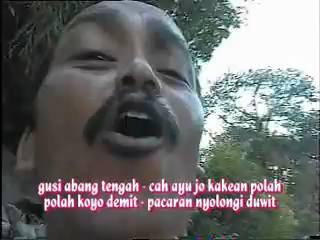 gusi abang tengah - cah ayu jo kakean polah
polah koyo demit - pacaran nyolongi duwit